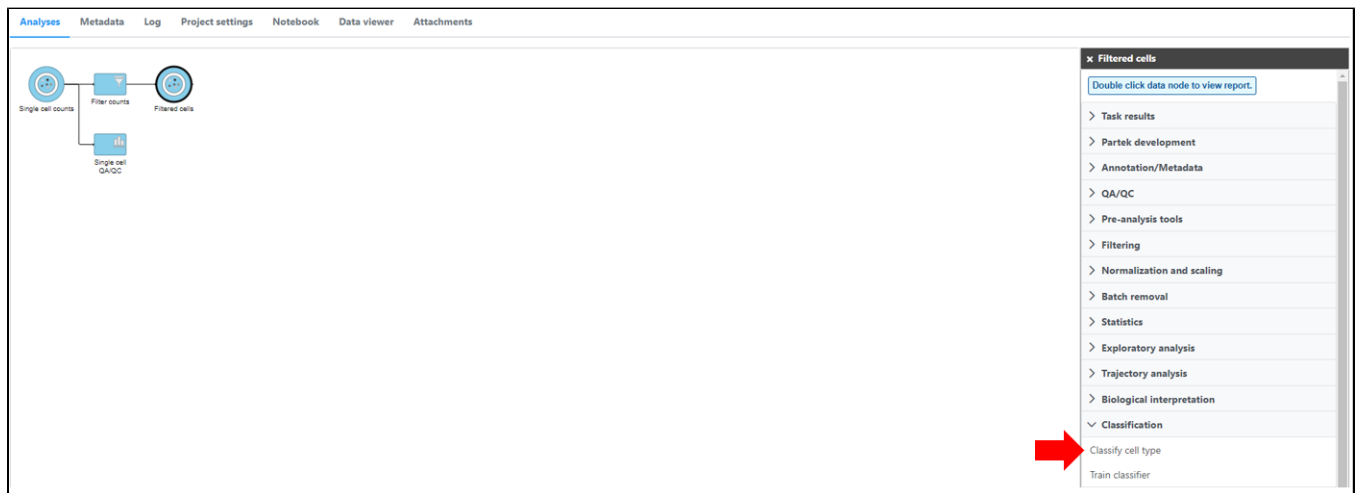 Analyses Metadata Log Project settings Notebook Data viewer Attachments
Single cell counts
Filter counts
Filtered cells
Single cell
QA/QC
x Filtered cells
Double click data node to view report.
> Task results
> Partek development
> Annotation/Metadata
> QA/QC
> Pre-analysis tools
> Filtering
> Normalization and scaling
> Batch removal
> Statistics
> Exploratory analysis
> Trajectory analysis
> Biological interpretation
Classification
Classify cell type
Train classifier